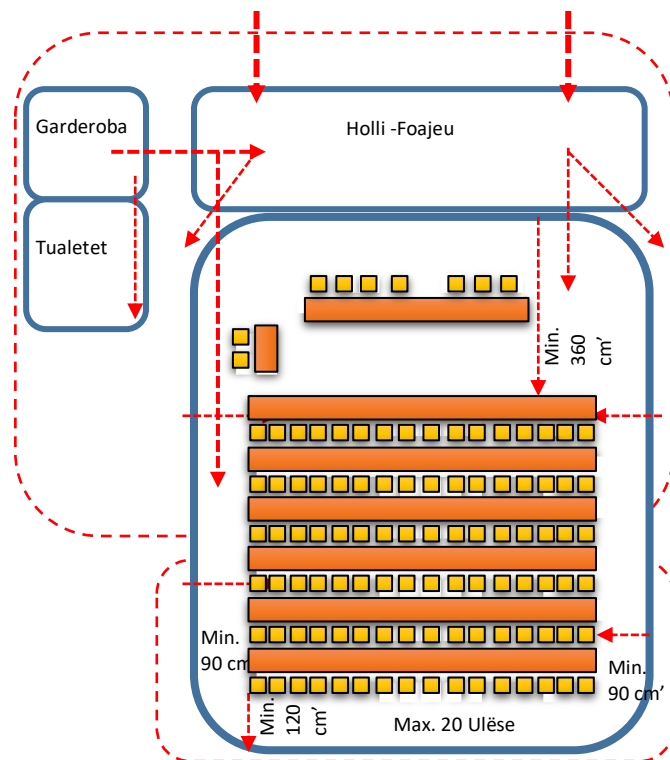 Garderoba
Holli -Foajeu
Tualetet
Min.
360
cm’
Min.
90 cm’
Min.
90 cm’
Min.
120
cm’
Max. 20 Ulëse